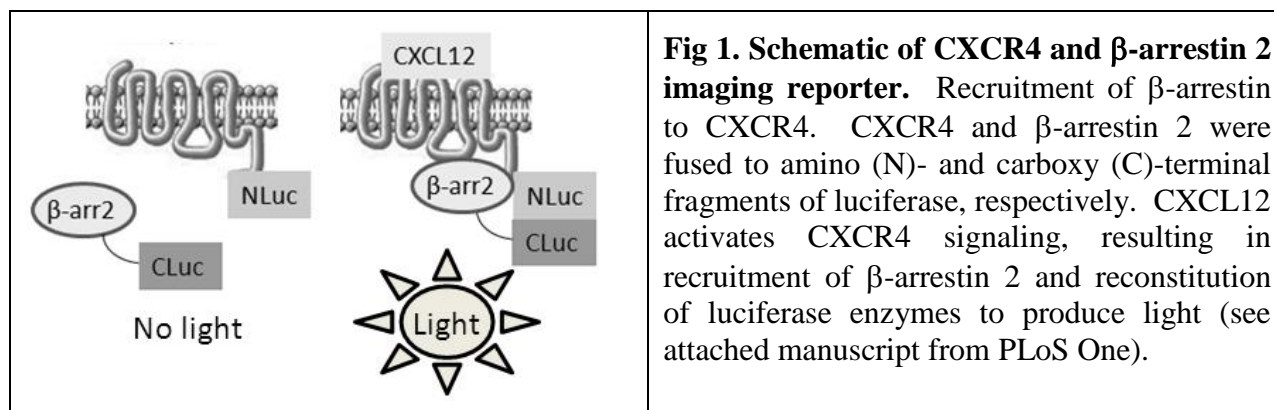 CXCL12
β-arr2
NLuc
CLuc
No light
β-arr2
NLuc
CLuc
Light
Fig 1. Schematic of CXCR4 and β-arrestin 2
imaging reporter. Recruitment of β-arrestin
to CXCR4. CXCR4 and β-arrestin 2 were
fused to amino (N)- and carboxy (C)-terminal
fragments of luciferase, respectively. CXCL12
activates CXCR4 signaling, resulting in
recruitment of β-arrestin 2 and reconstitution
of luciferase enzymes to produce light (see
attached manuscript from PLoS One).